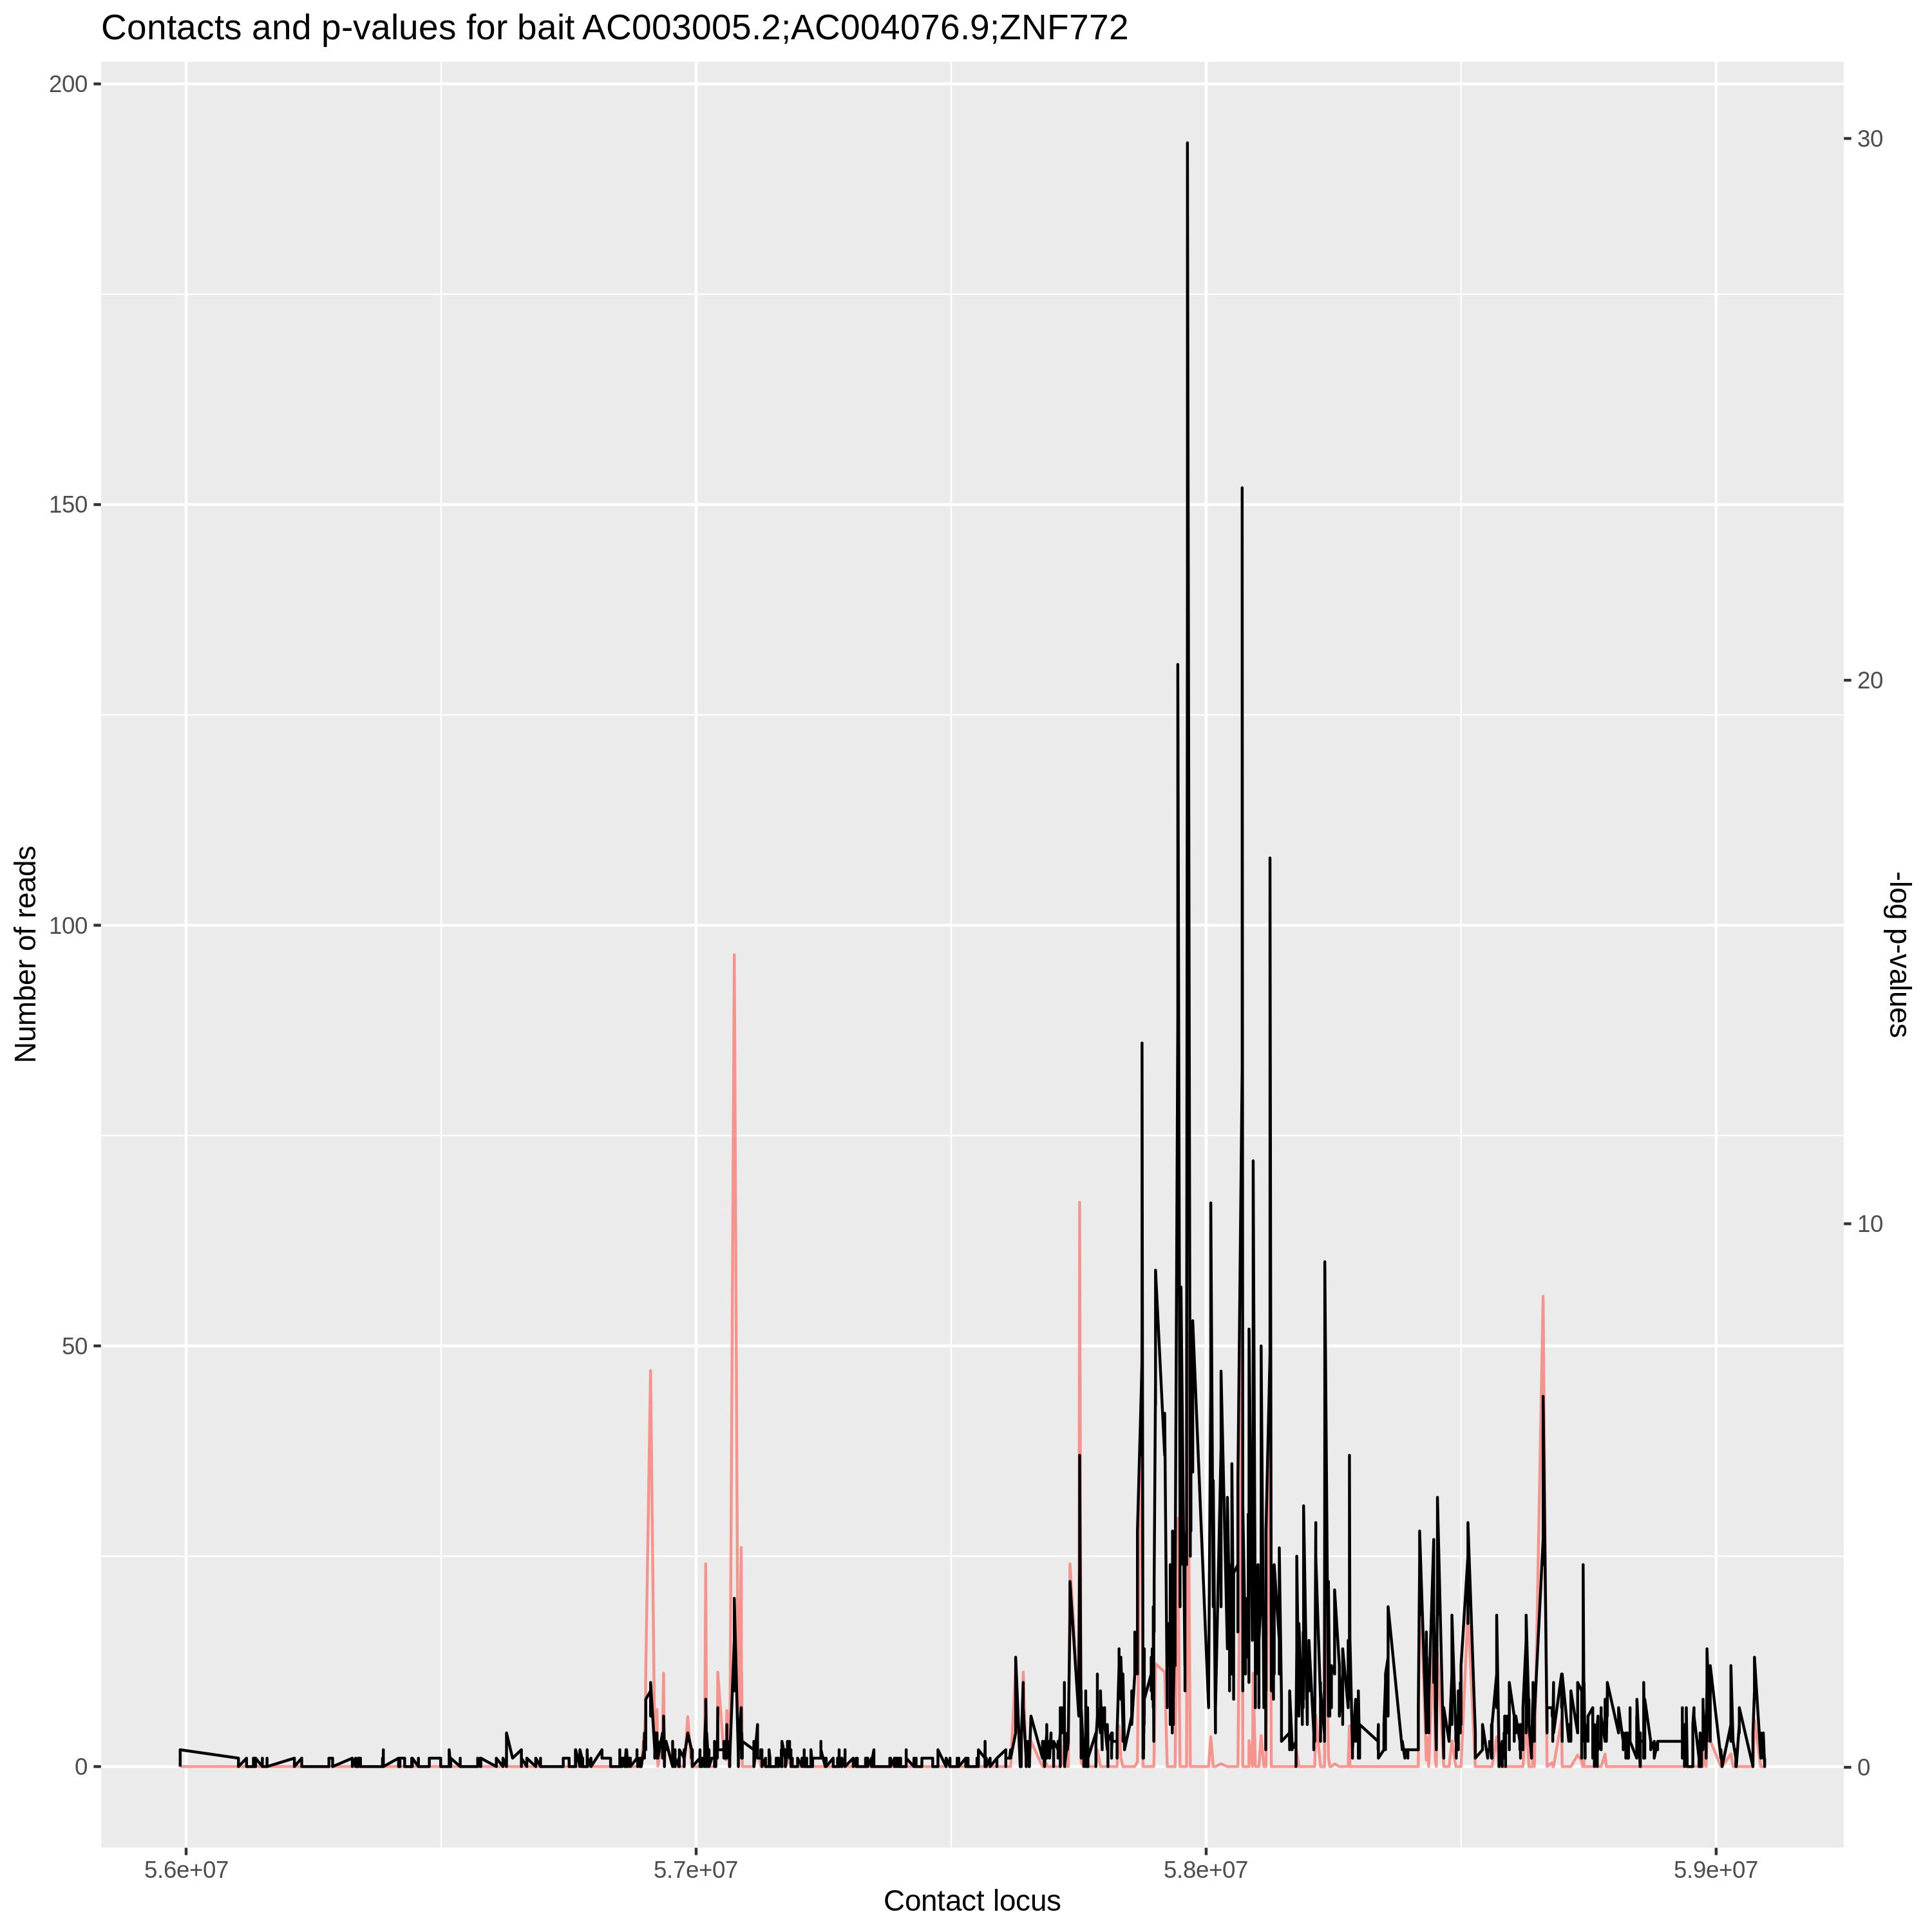 Contacts and p-values for bait AC003005.2;AC004076.9;ZNF772
200
150
100
50
0
Number of reads
30
20
10
0
-log p-values
5.6e+07
5.7e+07
5.8e+07
5.9e+07
Contact locus